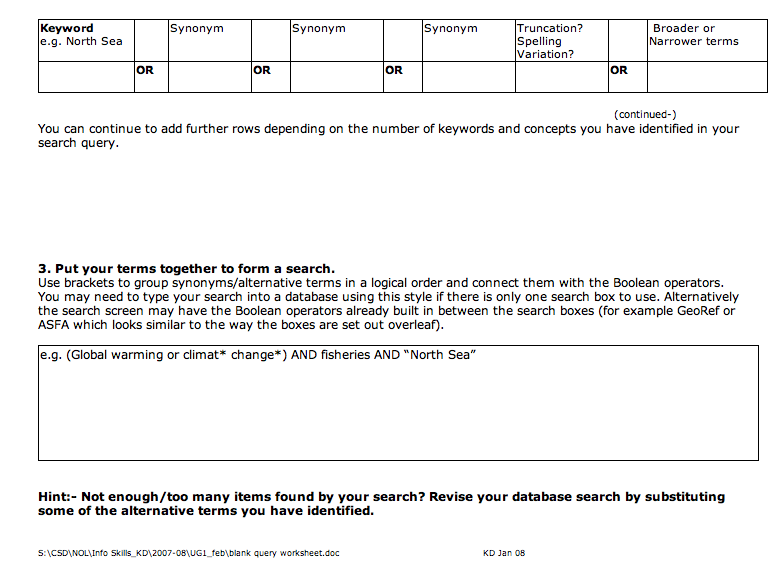 Keyword Synonym Synonym Synonym Truncation? Broader or
e.g. North Sea Spelling Narrower terms
Variation?
OR OR OR OR
(continued-)
You can continue to add further rows depending on the number of keywords and concepts you have identified in your
search query.
3. Put your terms together to form a search.
Use brackets to group synonyms/alternative terms in a logical order and connect them with the Boolean operators.
You may need to type your search into a database using this style if there is only one search box to use. Alternatively
the search screen may have the Boolean operators already built in between the search boxes (for example GeoRef or
ASFA which looks similar to the way the boxes are set out overleaf).
e.g. (Global warming or climat* change*) AND fisheries AND “North Sea”
Hint:- Not enough/too many items found by your search? Revise your database search by substituting
some of the alternative terms you have identified.
S:\CSD\NOL\Info Skills_KD\2007-08\UG1_feb\blank query worksheet.doc KD Jan 08